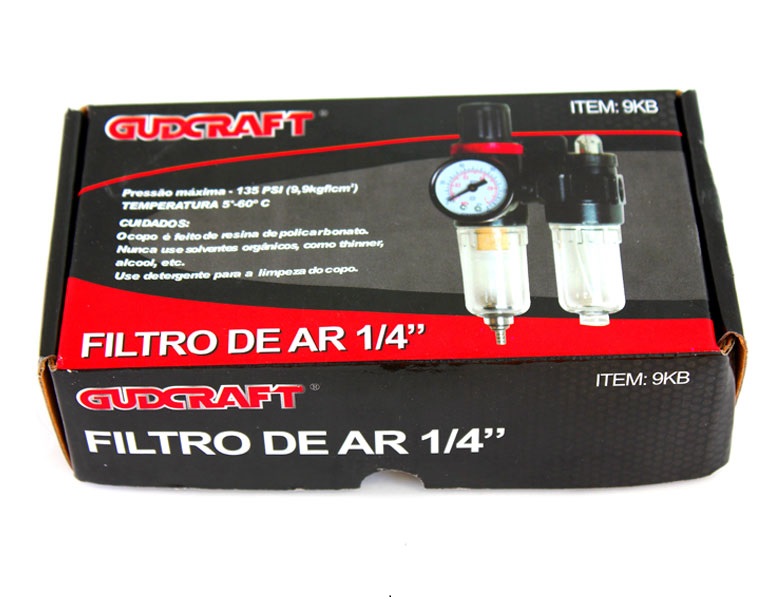 GUDCRAFT®
ITEM: 9KB
Pressão máxima - 135 PSI (9,9kgf/cm²)
TEMPERATURA 5°-60° C
CUIDADOS:
O copo é feito de resina de policarbonato.
Nunca use solventes orgânicos, como thinner,
alcool, etc.
Use detergente para a limpeza do copo.
FILTRO DE AR 1/4”
GUDCRAFT®
ITEM: 9KB
FILTRO DE AR 1/4”